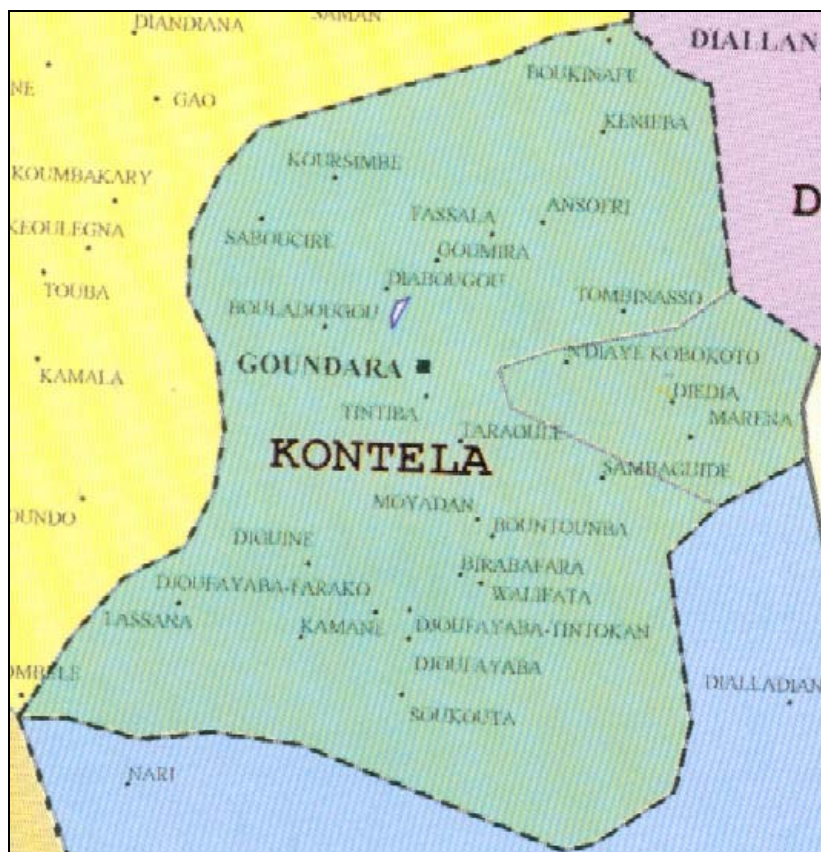 SAMAN
DIANDIANA
DIALLAN
NE
BOUKINAFE
GAO
KENIEBA
KOURSIMBE
KOUMBAKARY
D
FASSALA
ANSOFRI
KEOULEGNA
SABOUCIRE
GOUMIRA
DIABOUGOU
TOUBA
TOMBINASSO
BOULADOUGOU
N'DIAYE KOBOKOTO
GOUNDARA
KAMALA
DIEDIA
TINTIBA
MARENA
TARAOULE
KONTELA
SAMBAGUIDE
MOYADAN
OUNDO
BOUNTOUNBA
DIGUINE
BIRABAFARA
DJOUFAYABA-FARAKO
WALIFATA
LASSANA
KAMANE
DJOUFAYABA-TINTOKAN
DJOUFAYABA
OMBELE
DIALLADIAN
SOUKOUTA
NARI